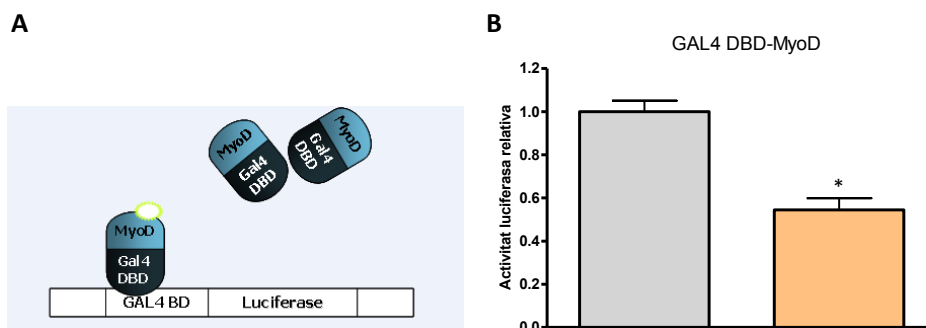 A
MyoD
Gal4
DBD
MyoD
Gal4
DBD
MyoD
Gal4
DBD
GAL4 BD
Luciferase
B
GAL4 DBD-MyoD
Activitat luciferasa relativa
1.2
1.0
0.8
0.6
0.4
0.2
0.0
*